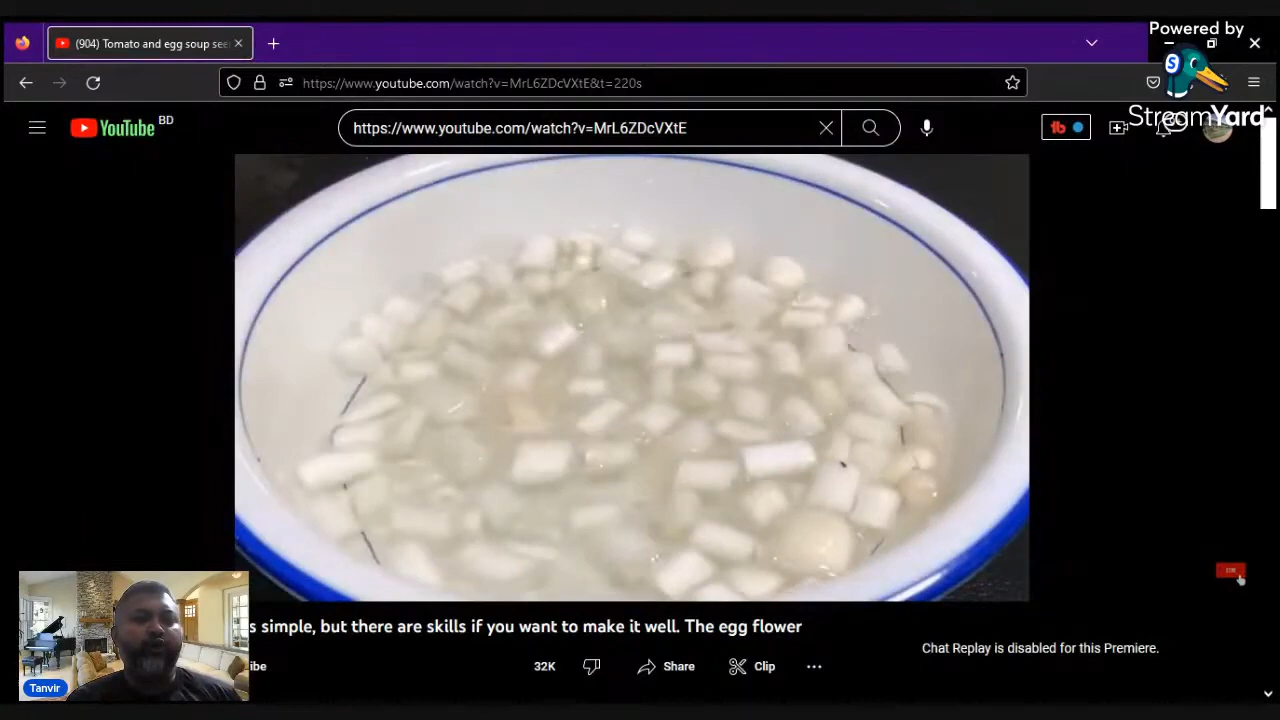 Powered by
StreamYard
(904) Tomato and egg soup see
https://www.youtube.com/watch?v=MrL6ZDcVXtE&t=220s
YouTube BD
https://www.youtube.com/watch?v=MrL6ZDcVXtE
tb
s simple, but there are skills if you want to make it well. The egg flower
ibe
32K
Share
Clip
Chat Replay is disabled for this Premiere.
Tanvir